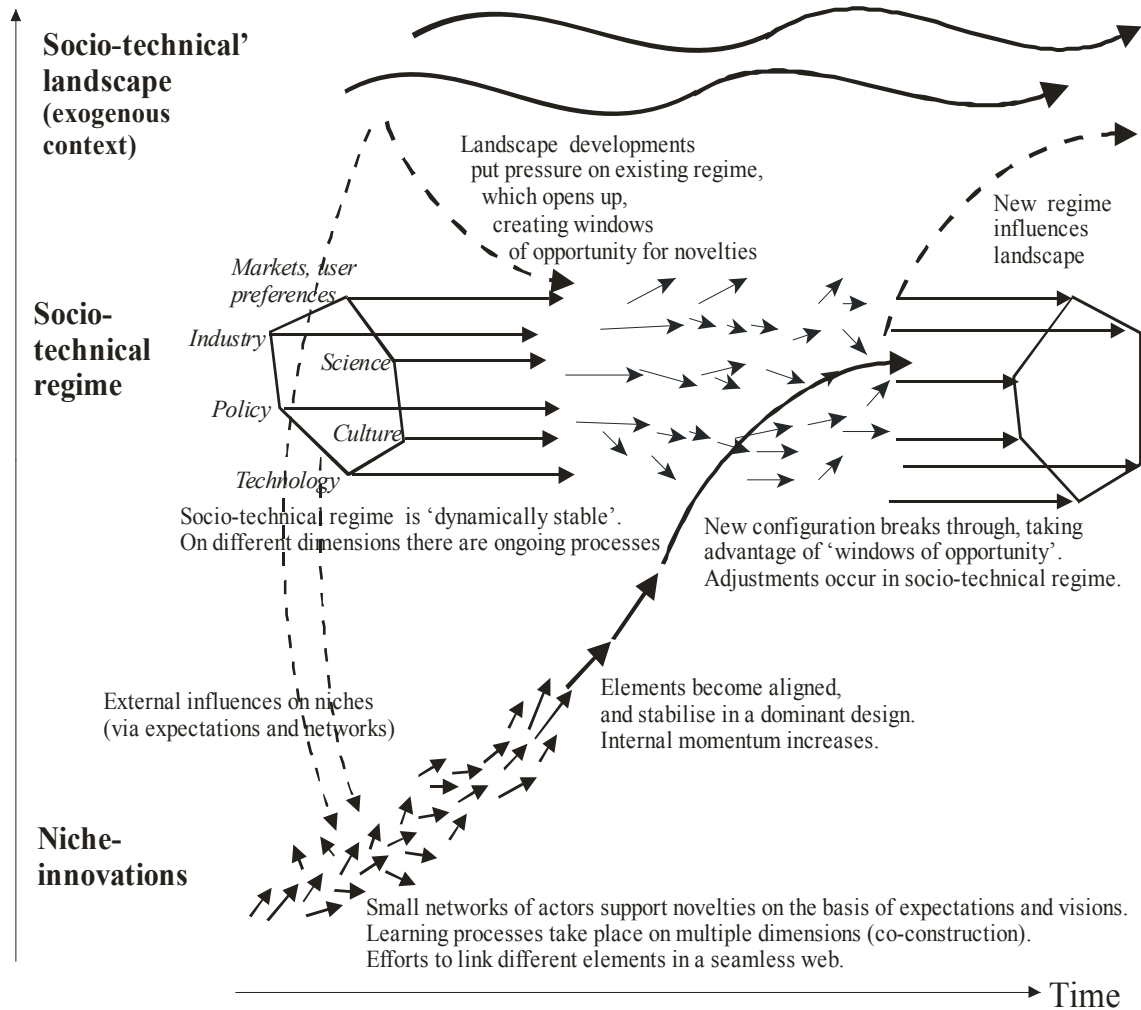 Socio-technical’
landscape
(exogenous
context)
Landscape developments
put pressure on existing regime,
which opens up,
creating windows
of opportunity for novelties
New regime
influences
landscape
Markets, user
preferences
Socio-
technical
regime
Industry
Science
Policy
Culture
Technology
Socio-technical regime is ‘dynamically stable’.
On different dimensions there are ongoing processes
New configuration breaks through, taking
advantage of ‘windows of opportunity’.
Adjustments occur in socio-technical regime.
External influences on niches
(via expectations and networks)
Elements become aligned,
and stabilise in a dominant design.
Internal momentum increases.
Niche-
innovations
Small networks of actors support novelties on the basis of expectations and visions.
Learning processes take place on multiple dimensions (co-construction).
Efforts to link different elements in a seamless web.
Time